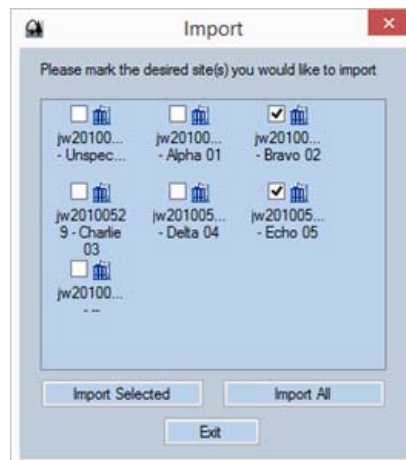 Import
Please mark the desired site(s) you would like to import
jw20100...
- Unspec...
jw20100...
- Alpha 01
jw20100...
- Bravo 02
jw2010052
9 - Charlie
03
jw201005...
- Delta 04
jw201005...
- Echo 05
jw20100...
- --
Import Selected
Import All
Exit